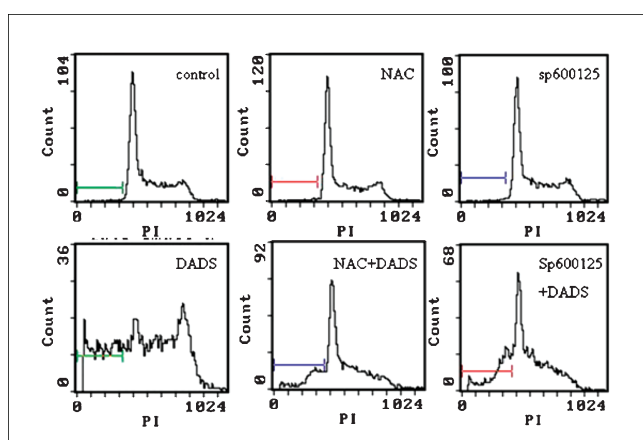 104
Count
0
control
0
1024
PI
120
Count
0
NAC
0
1024
PI
100
Count
0
sp600125
0
1024
PI
36
Count
0
DADS
0
1024
PI
92
Count
0
NAC+DADS
0
1024
PI
68
Count
0
Sp600125
+DADS
0
1024
PI